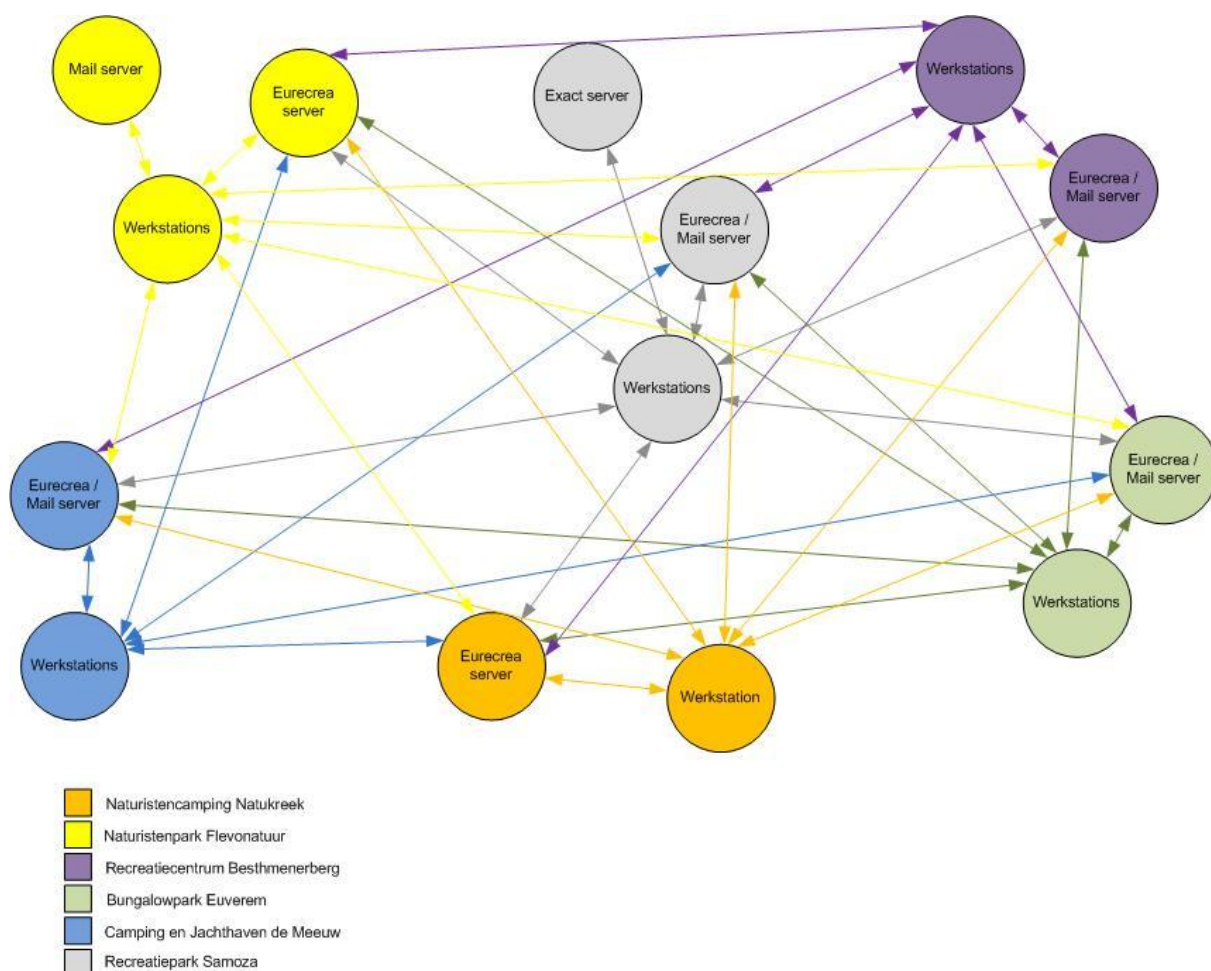 Mail server
Eurecrea
server
Exact server
Werkstations
Eurecrea /
Mail server
Werkstations
Eurecrea /
Mail server
Werkstations
Eurecrea /
Mail server
Werkstations
Eurecrea /
Mail server
Werkstations
Eurecrea
server
Werkstation
Werkstations
Naturistencamping Natukreek
Naturistenpark Flevonatuur
Recreatiecentrum Besthmenerberg
Bungalowpark Euverem
Camping en Jachthaven de Meeuw
Recreatiepark Samoza